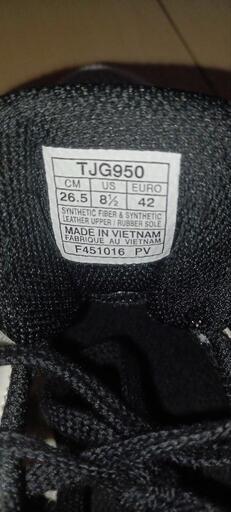 TJG950
CM US EURO
26.5 8½ 42
SYNTHETIC FIBER & SYNTHETIC
LEATHER UPPER / RUBBER SOLE
MADE IN VIETNAM
FABRIQUE AU VIETNAM
F451016 PV